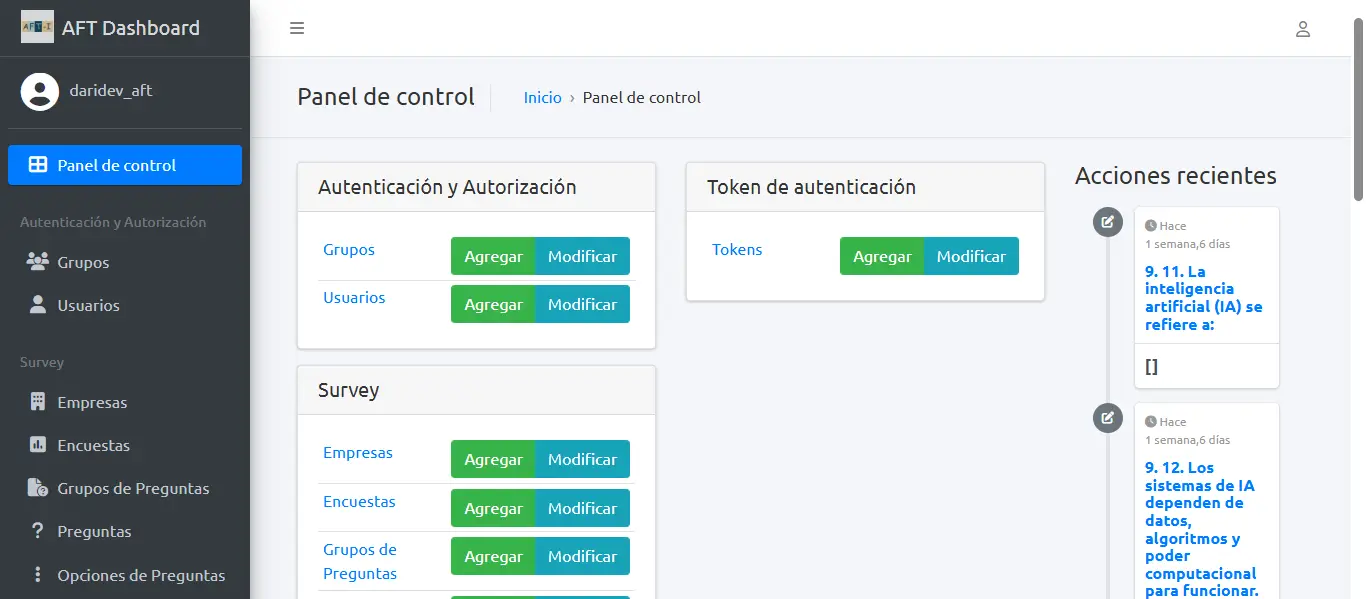 AFT-I AFT Dashboard
daridev_aft
Panel de control
Autenticación y Autorización
Grupos
Usuarios
Survey
Empresas
Encuestas
Grupos de Preguntas
Preguntas
Opciones de Preguntas
Panel de control
Inicio › Panel de control
Autenticación y Autorización
Grupos Agregar Modificar
Usuarios Agregar Modificar
Survey
Empresas Agregar Modificar
Encuestas Agregar Modificar
Grupos de
Preguntas Agregar Modificar
Token de autenticación
Tokens Agregar Modificar
Acciones recientes
Hace
1 semana,6 días
9. 11. La
inteligencia
artificial (IA) se
refiere a:
[]
Hace
1 semana,6 días
9. 12. Los
sistemas de IA
dependen de
datos,
algoritmos y
poder
computacional
para funcionar.